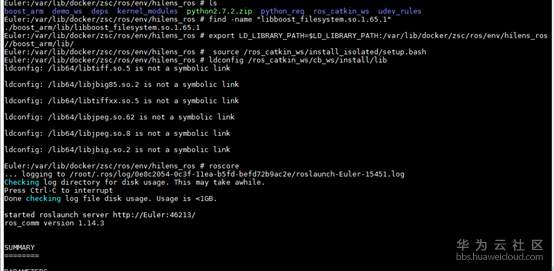 Euler:/var/lib/docker/zsc/ros/env/hilens_ros # ls
boost_arm demo_ws deps kernel_modules python2.7.2.zip python_req ros_catkin_ws udev_rules
Euler:/var/lib/docker/zsc/ros/env/hilens_ros # find -name "libboost_filesystem.so.1.65.1"
./boost_arm/lib/libboost_filesystem.so.1.65.1
Euler:/var/lib/docker/zsc/ros/env/hilens_ros # export LD_LIBRARY_PATH=$LD_LIBRARY_PATH:/var/lib/docker/zsc/ros/env/hilens_ros
//boost_arm/lib/
Euler:/var/lib/docker/zsc/ros/env/hilens_ros # source /ros_catkin_ws/install_isolated/setup.bash
Euler:/var/lib/docker/zsc/ros/env/hilens_ros # ldconfig /ros_catkin_ws/cb_ws/install/lib
ldconfig: /lib64/libtiff.so.5 is not a symbolic link
ldconfig: /lib64/libjbig85.so.2 is not a symbolic link
ldconfig: /lib64/libtiffxx.so.5 is not a symbolic link
ldconfig: /lib64/libjpeg.so.62 is not a symbolic link
ldconfig: /lib64/libjpeg.so.8 is not a symbolic link
ldconfig: /lib64/libjbig.so.2 is not a symbolic link
Euler:/var/lib/docker/zsc/ros/env/hilens_ros # roscore
... logging to /root/.ros/log/0e8c2054-0c3f-11ea-b5fd-befd72b9ac2e/roslaunch-Euler-15451.log
Checking log directory for disk usage. This may take awhile.
Press Ctrl-C to interrupt
Done checking log file disk usage. Usage is <1GB.
started roslaunch server http://Euler:46213/
ros_comm version 1.14.3
SUMMARY
========
PARAMETERS
华为云社区
bbs.huaweicloud.com